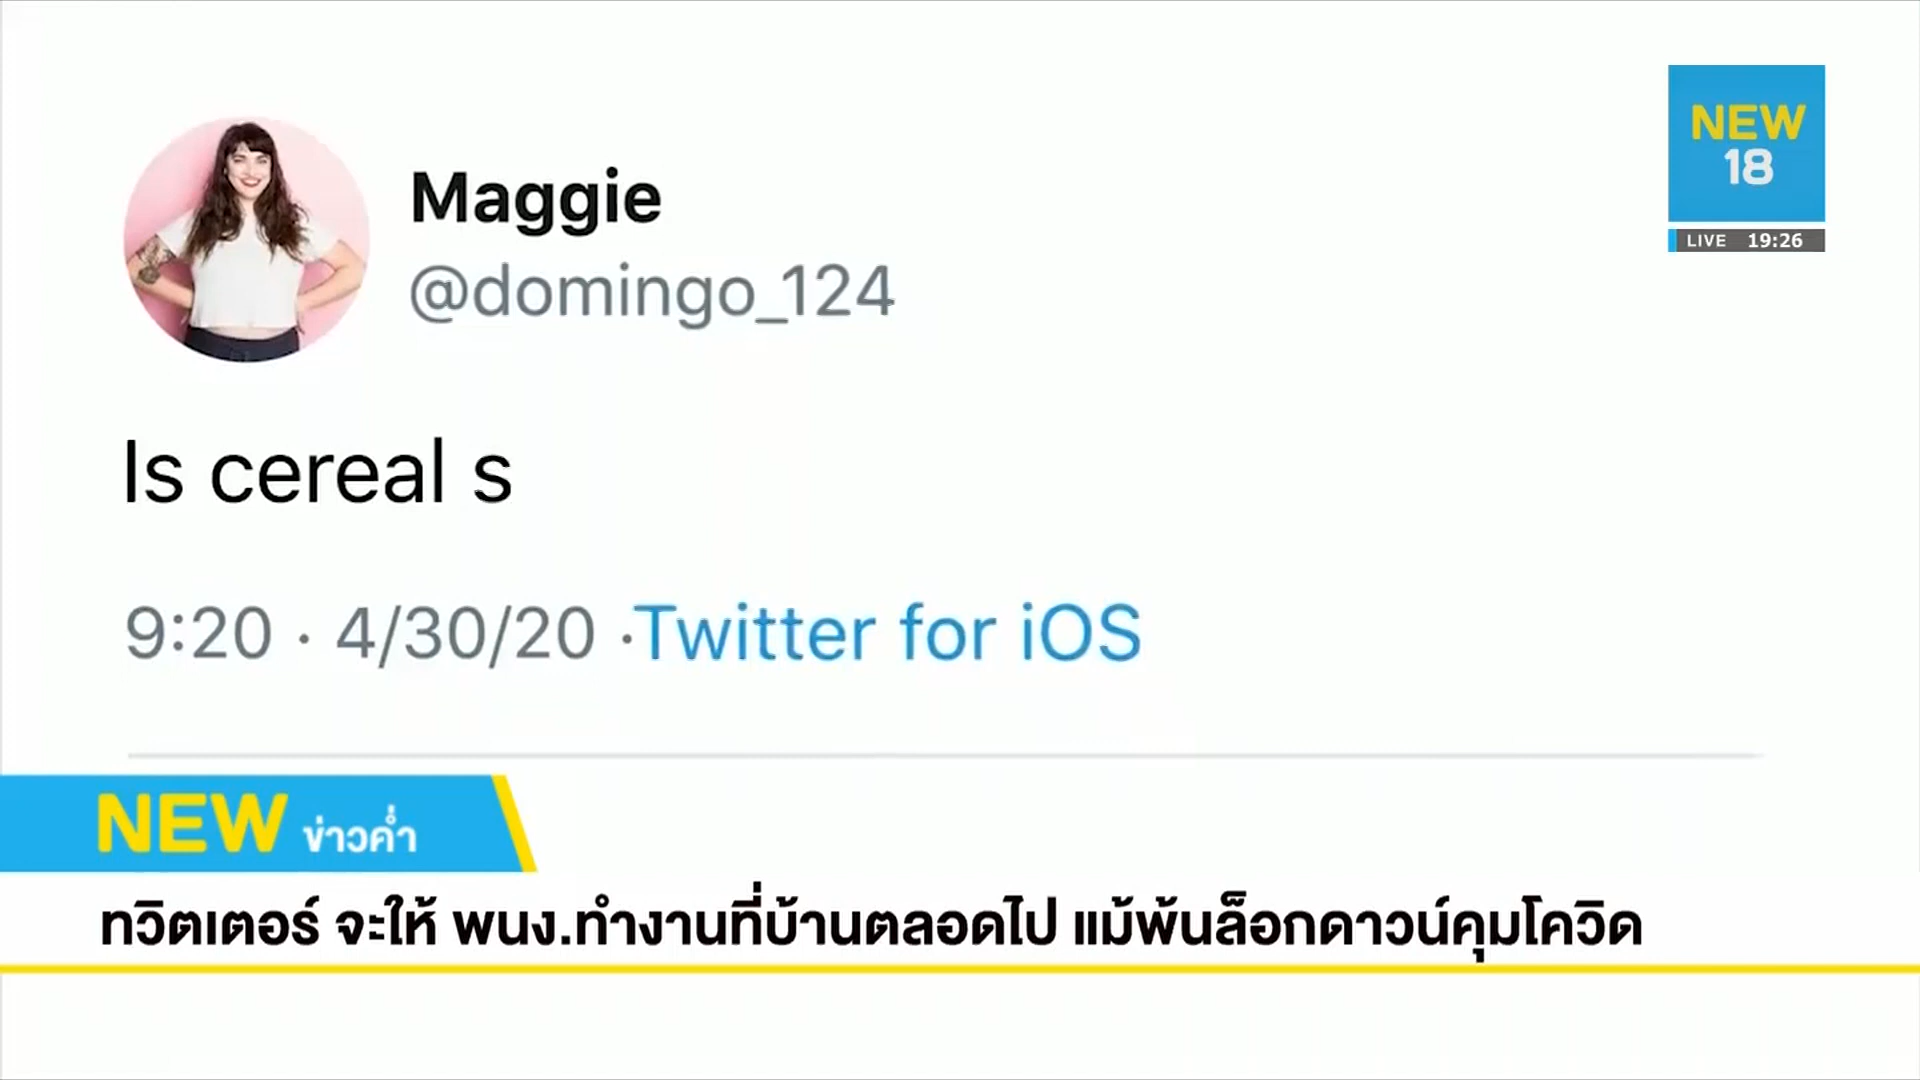 NEW
18
LIVE 19:26
Maggie
@domingo_124
Is cereal s
9:20 · 4/30/20 ·Twitter for iOS
NEW ข่าวค่ำ
ทวิตเตอร์ จะให้ พนง.ทำงานที่บ้านตลอดไป แม้พ้นล็อกดาวน์คุมโควิด